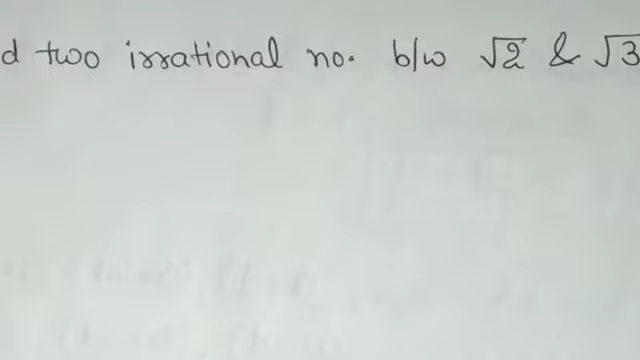 d two irrational no. b/w √2 & √3